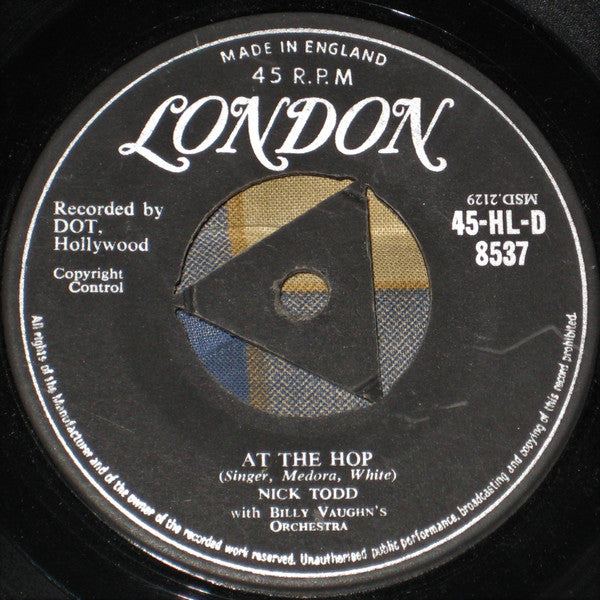 MADE IN ENGLAND
45 R.P.M
LONDON
Recorded by
DOT,
Hollywood
Copyright
Control
MSD.2129
45-HL-D
8537
AT THE HOP
(Singer, Medora, White)
NICK TODD
with BILLY VAUGHN'S
ORCHESTRA
All rights of the Manufacturer and of the owner of the recorded work reserved. Unauthorised public performance, broadcasting and copying of this record prohibited.